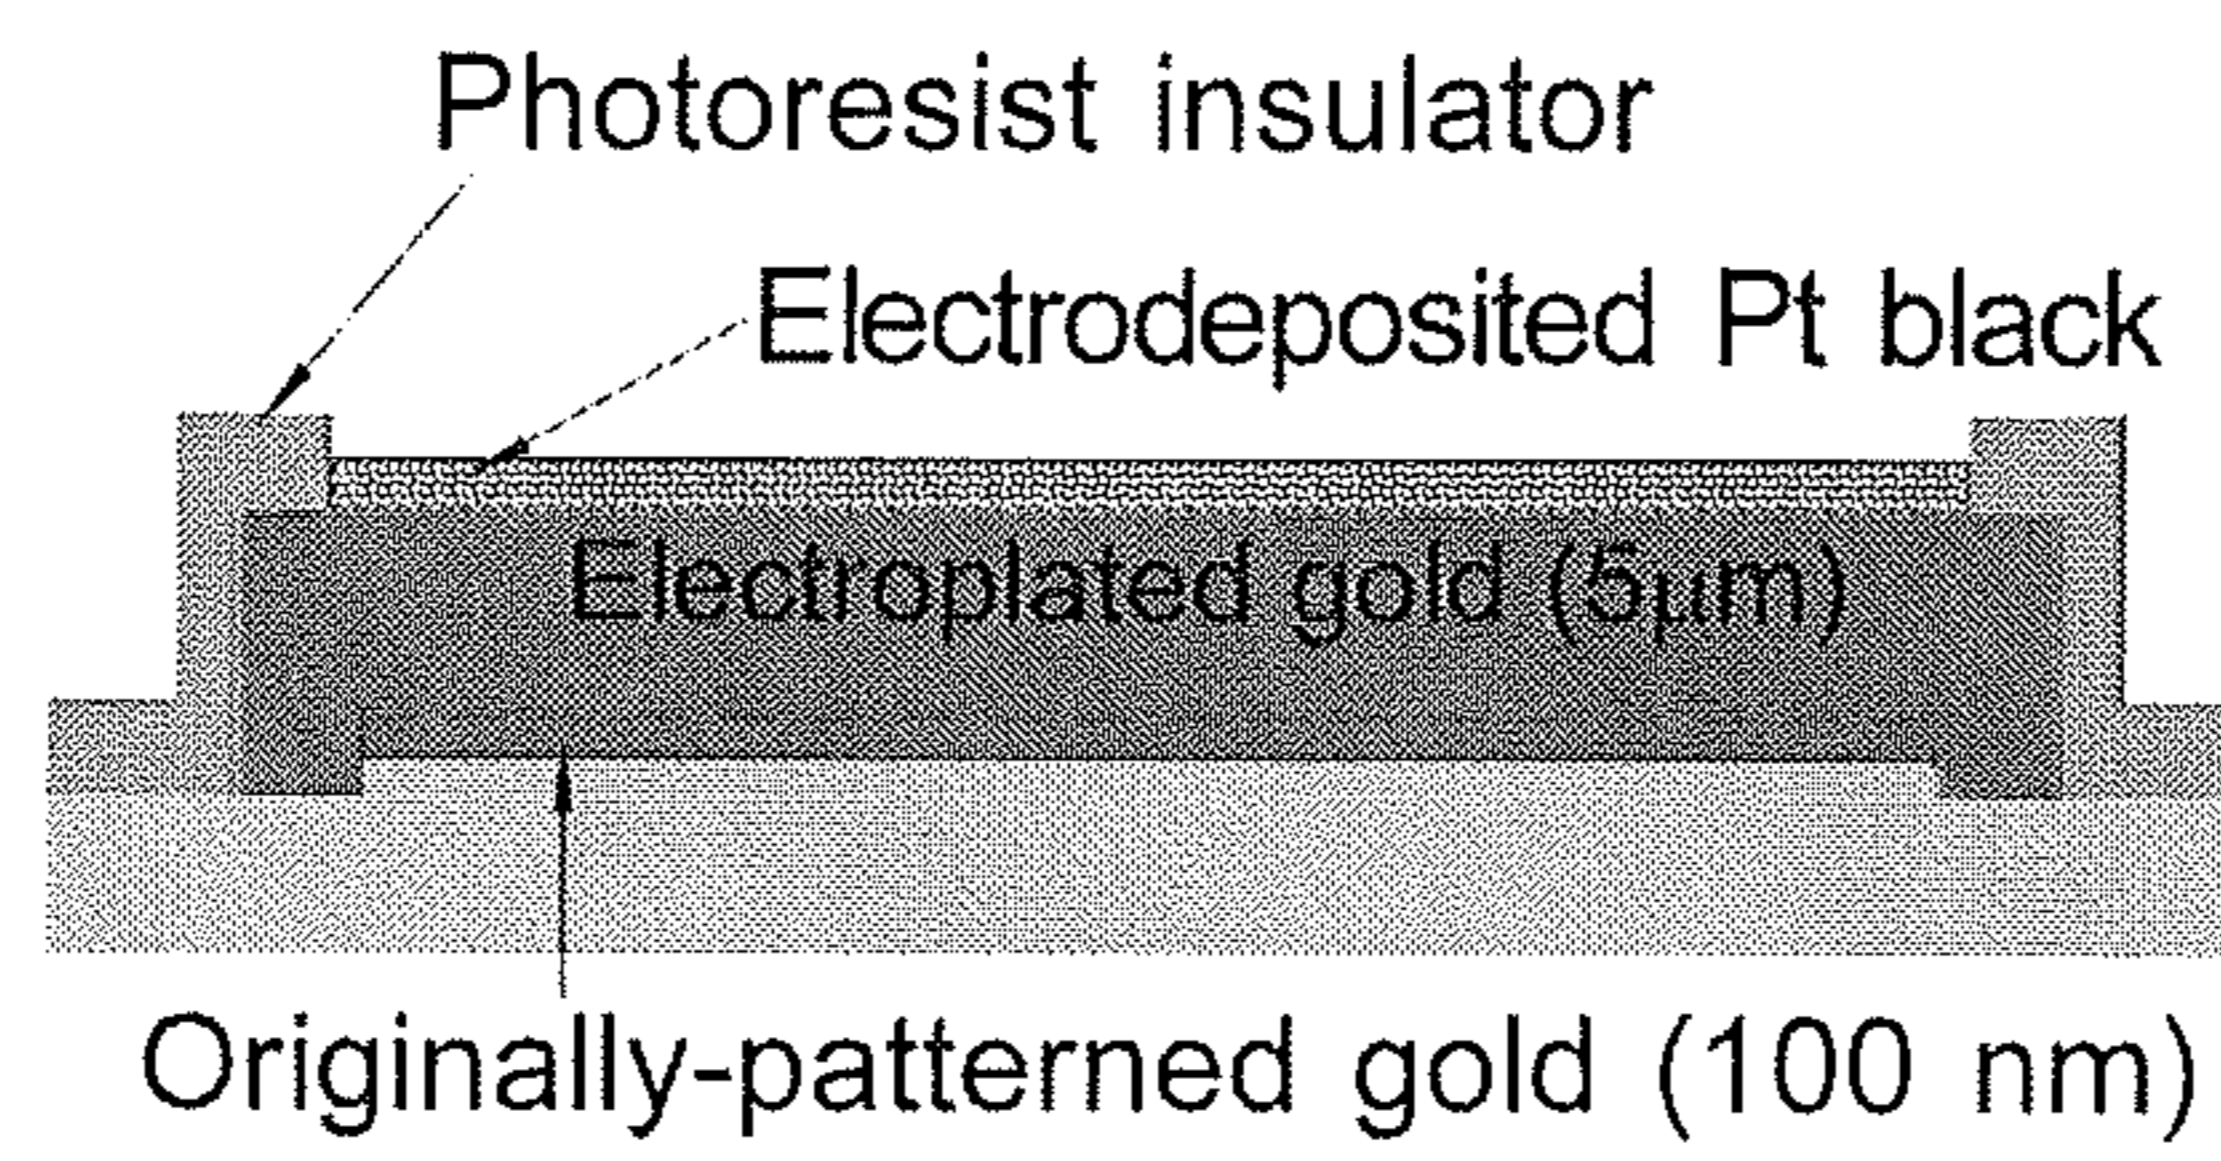 Photoresist insulator
Electrodeposited Pt black
Electroplated gold (5μm)
Originally-patterned gold (100 nm)